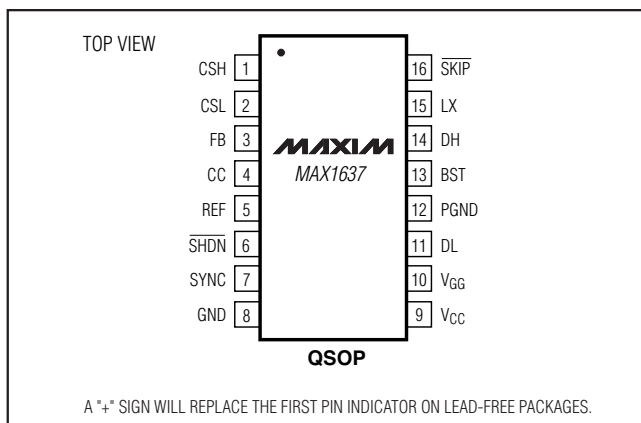 TOP VIEW
CSH 1
CSL 2
FB 3
CC 4
REF 5
SHDN 6
SYNC 7
GND 8
MAXIM
MAX1637
16 SKIP
15 LX
14 DH
13 BST
12 PGND
11 DL
10 VGG
9 VCC
QSOP
A "+" SIGN WILL REPLACE THE FIRST PIN INDICATOR ON LEAD-FREE PACKAGES.